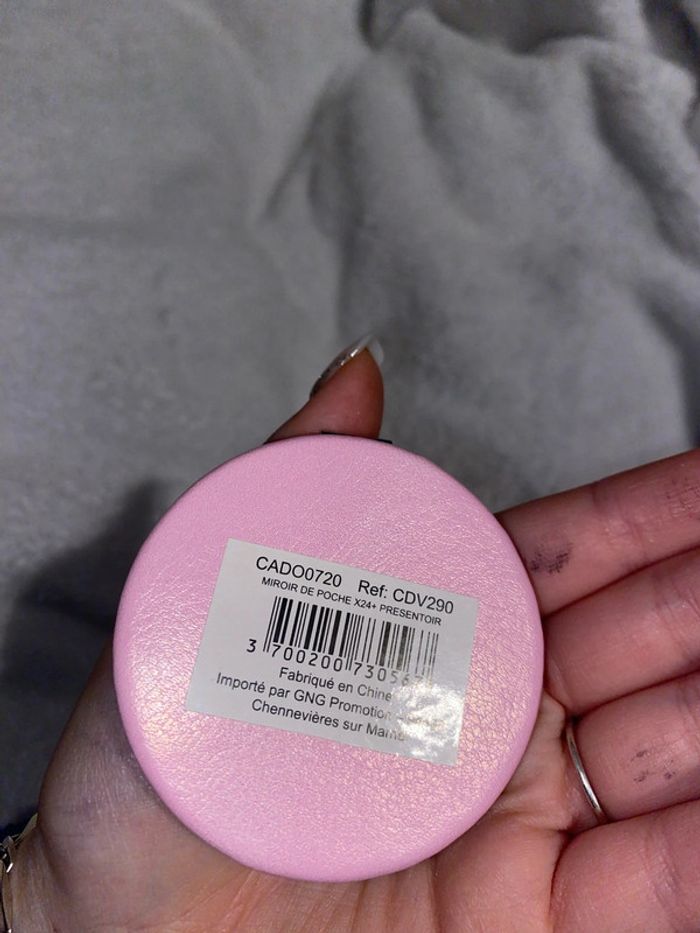 CADO0720 Ref: CDV290
MIROIR DE POCHE X24+ PRESENTOIR
3 700200 7305
Fabriqué en Chine
Importé par GNG Promotion
Chennevières sur Marne